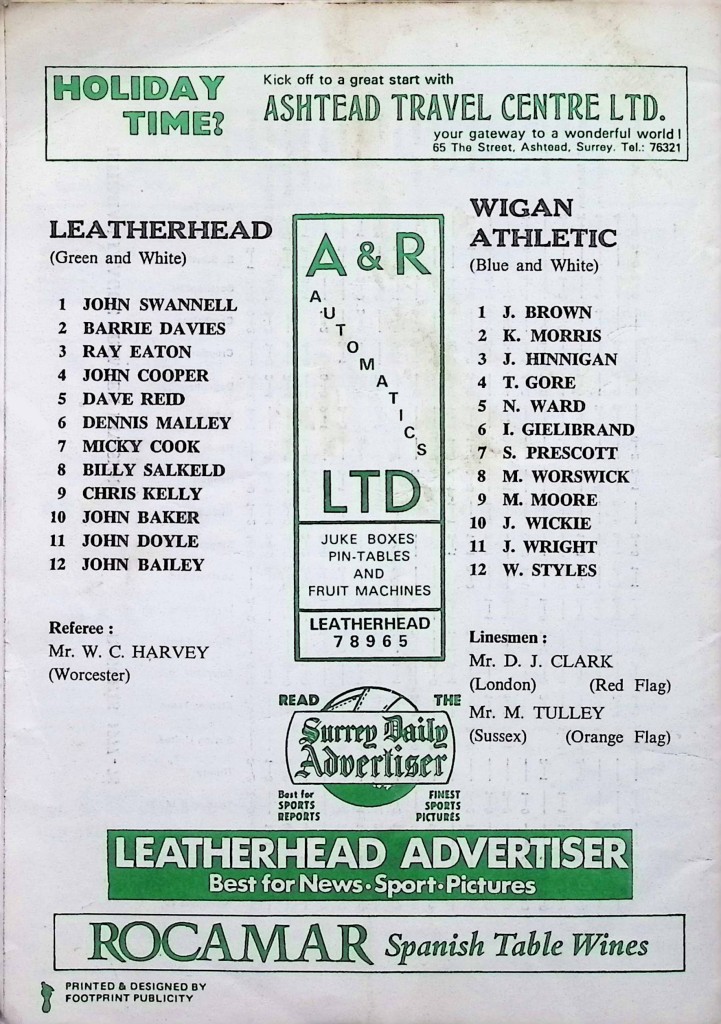 HOLIDAY
TIME?
Kick off to a great start with
ASHTEAD TRAVEL CENTRE LTD.
your gateway to a wonderful world!
65 The Street, Ashtead, Surrey. Tel.: 76321
LEATHERHEAD
(Green and White)
1 JOHN SWANNELL
2 BARRIE DAVIES
3 RAY EATON
4 JOHN COOPER
5 DAVE REID
6 DENNIS MALLEY
7 MICKY COOK
8 BILLY SALKELD
9 CHRIS KELLY
10 JOHN BAKER
11 JOHN DOYLE
12 JOHN BAILEY
Referee :
Mr. W. C. HARVEY
(Worcester)
A & R
AUTOMATICS
LTD
JUKE BOXES
PIN-TABLES
AND
FRUIT MACHINES
LEATHERHEAD
78965
WIGAN
ATHLETIC
(Blue and White)
1 J. BROWN
2 K. MORRIS
3 J. HINNIGAN
4 T. GORE
5 N. WARD
6 I. GIELIBRAND
7 S. PRESCOTT
8 M. WORSWICK
9 M. MOORE
10 J. WICKIE
11 J. WRIGHT
12 W. STYLES
Linesmen :
Mr. D. J. CLARK
(London) (Red Flag)
Mr. M. TULLEY
(Sussex) (Orange Flag)
READ THE
Surrey Daily
Advertiser
Best for
SPORTS
REPORTS
FINEST
SPORTS
PICTURES
LEATHERHEAD ADVERTISER
Best for News·Sport·Pictures
ROCAMAR Spanish Table Wines
PRINTED & DESIGNED BY
FOOTPRINT PUBLICITY